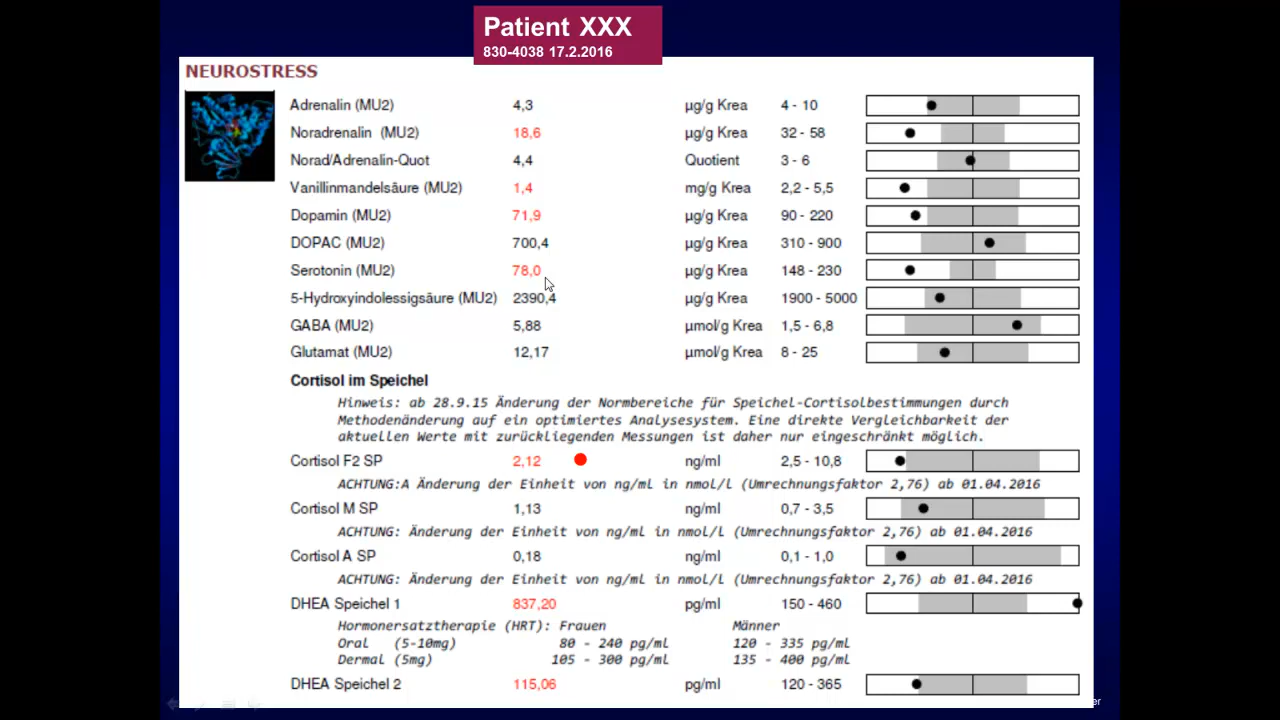 Patient XXX
830-4038 17.2.2016
NEUROSTRESS
Adrenalin (MU2) 4,3 µg/g Krea 4 - 10
Noradrenalin (MU2) 18,6 µg/g Krea 32 - 58
Norad/Adrenalin-Quot 4,4 Quotient 3 - 6
Vanillinmandelsäure (MU2) 1,4 mg/g Krea 2,2 - 5,5
Dopamin (MU2) 71,9 µg/g Krea 90 - 220
DOPAC (MU2) 700,4 µg/g Krea 310 - 900
Serotonin (MU2) 78,0 µg/g Krea 148 - 230
5-Hydroxyindolessigsäure (MU2) 2390,4 µg/g Krea 1900 - 5000
GABA (MU2) 5,88 µmol/g Krea 1,5 - 6,8
Glutamat (MU2) 12,17 µmol/g Krea 8 - 25
Cortisol im Speichel
Hinweis: ab 28.9.15 Änderung der Normbereiche für Speichel-Cortisolbestimmungen durch
Methodenänderung auf ein optimiertes Analysesystem. Eine direkte Vergleichbarkeit der
aktuellen Werte mit zurückliegenden Messungen ist daher nur eingeschränkt möglich.
Cortisol F2 SP 2,12 ng/ml 2,5 - 10,8
ACHTUNG:A Änderung der Einheit von ng/ml in nmol/l (Umrechnungsfaktor 2,76) ab 01.04.2016
Cortisol M SP 1,13 ng/ml 0,7 - 3,5
ACHTUNG: Änderung der Einheit von ng/ml in nmol/l (Umrechnungsfaktor 2,76) ab 01.04.2016
Cortisol A SP 0,18 ng/ml 0,1 - 1,0
ACHTUNG: Änderung der Einheit von ng/ml in nmol/l (Umrechnungsfaktor 2,76) ab 01.04.2016
DHEA Speichel 1 837,20 pg/ml 150 - 460
Hormonersatztherapie (HRT): Frauen Männer
Oral (5-10mg) 80 - 240 pg/ml 120 - 335 pg/ml
Dermal (5mg) 105 - 300 pg/ml 135 - 400 pg/ml
DHEA Speichel 2 115,06 pg/ml 120 - 365
er